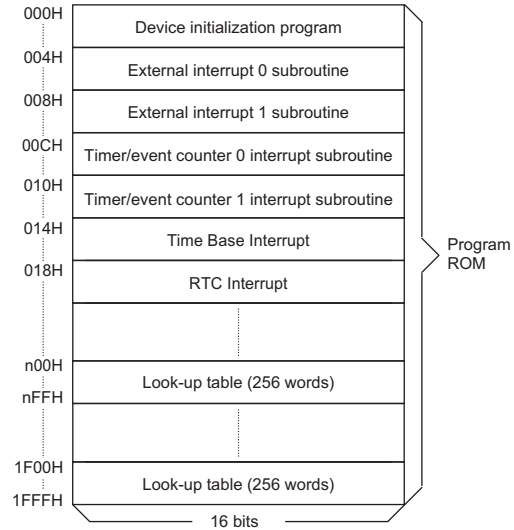 000H
Device initialization program
004H
External interrupt 0 subroutine
008H
External interrupt 1 subroutine
00CH
Timer/event counter 0 interrupt subroutine
010H
Timer/event counter 1 interrupt subroutine
014H
Time Base Interrupt
018H
RTC Interrupt
Program
ROM
n00H
Look-up table (256 words)
nFFH
1F00H
Look-up table (256 words)
1FFFH
16 bits